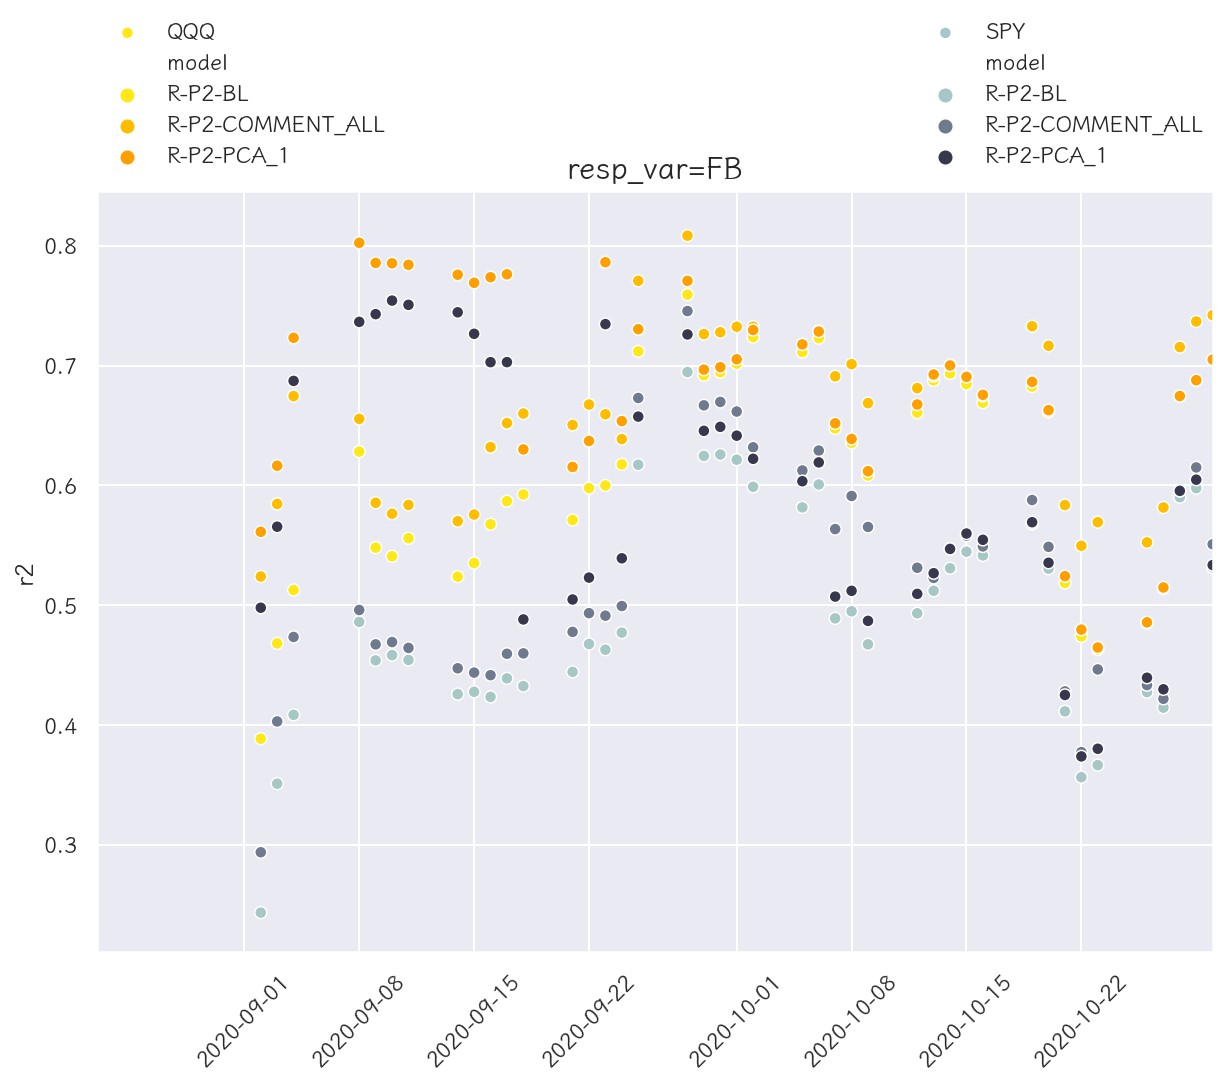 QQQ
model
R-P2-BL
R-P2-COMMENT_ALL
R-P2-PCA_1
SPY
model
R-P2-BL
R-P2-COMMENT_ALL
R-P2-PCA_1
resp_var=FB
r2
0.8
0.7
0.6
0.5
0.4
0.3
2020-09-01
2020-09-08
2020-09-15
2020-09-22
2020-10-01
2020-10-08
2020-10-15
2020-10-22